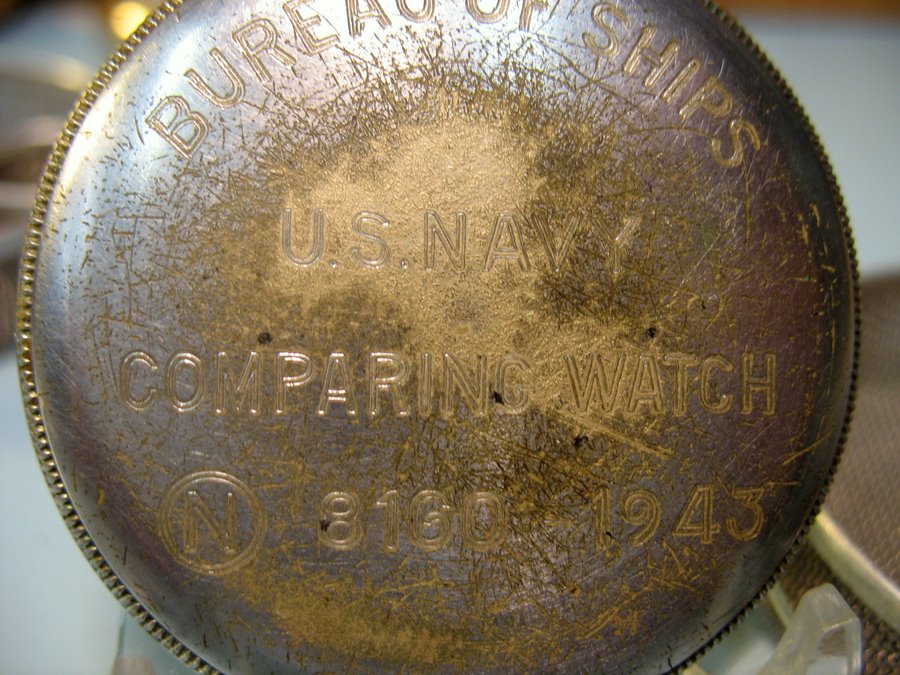 BUREAU OF SHIPS
U.S. NAVY
COMPARING WATCH
N 8160-1943